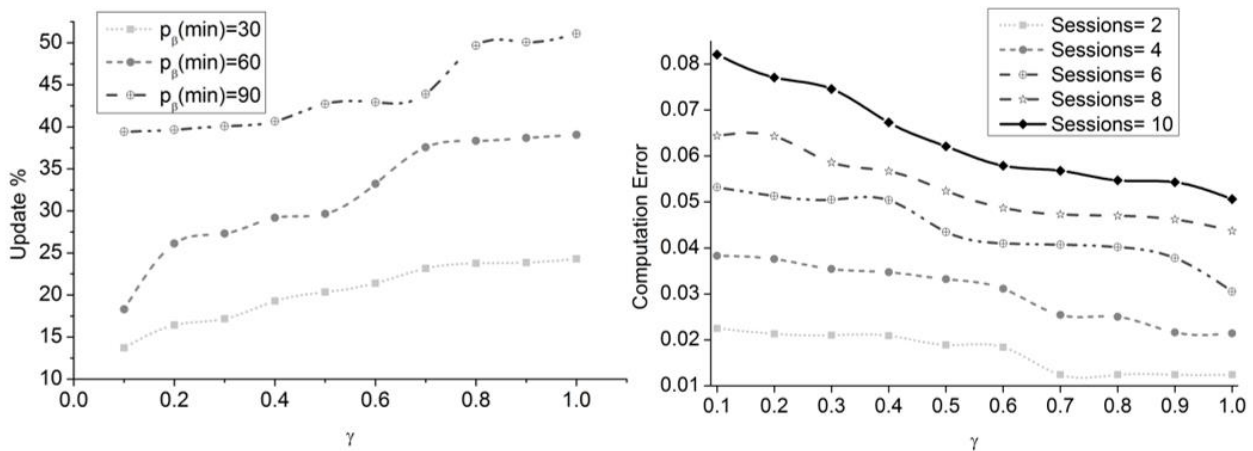 p_β(min)=30
p_β(min)=60
p_β(min)=90
50
45
40
35
30
25
20
15
10
Update %
0.0 0.2 0.4 0.6 0.8 1.0
γ
Sessions= 2
Sessions= 4
Sessions= 6
Sessions= 8
Sessions= 10
0.08
0.07
0.06
0.05
0.04
0.03
0.02
0.01
Computation Error
0.1 0.2 0.3 0.4 0.5 0.6 0.7 0.8 0.9 1.0
γ